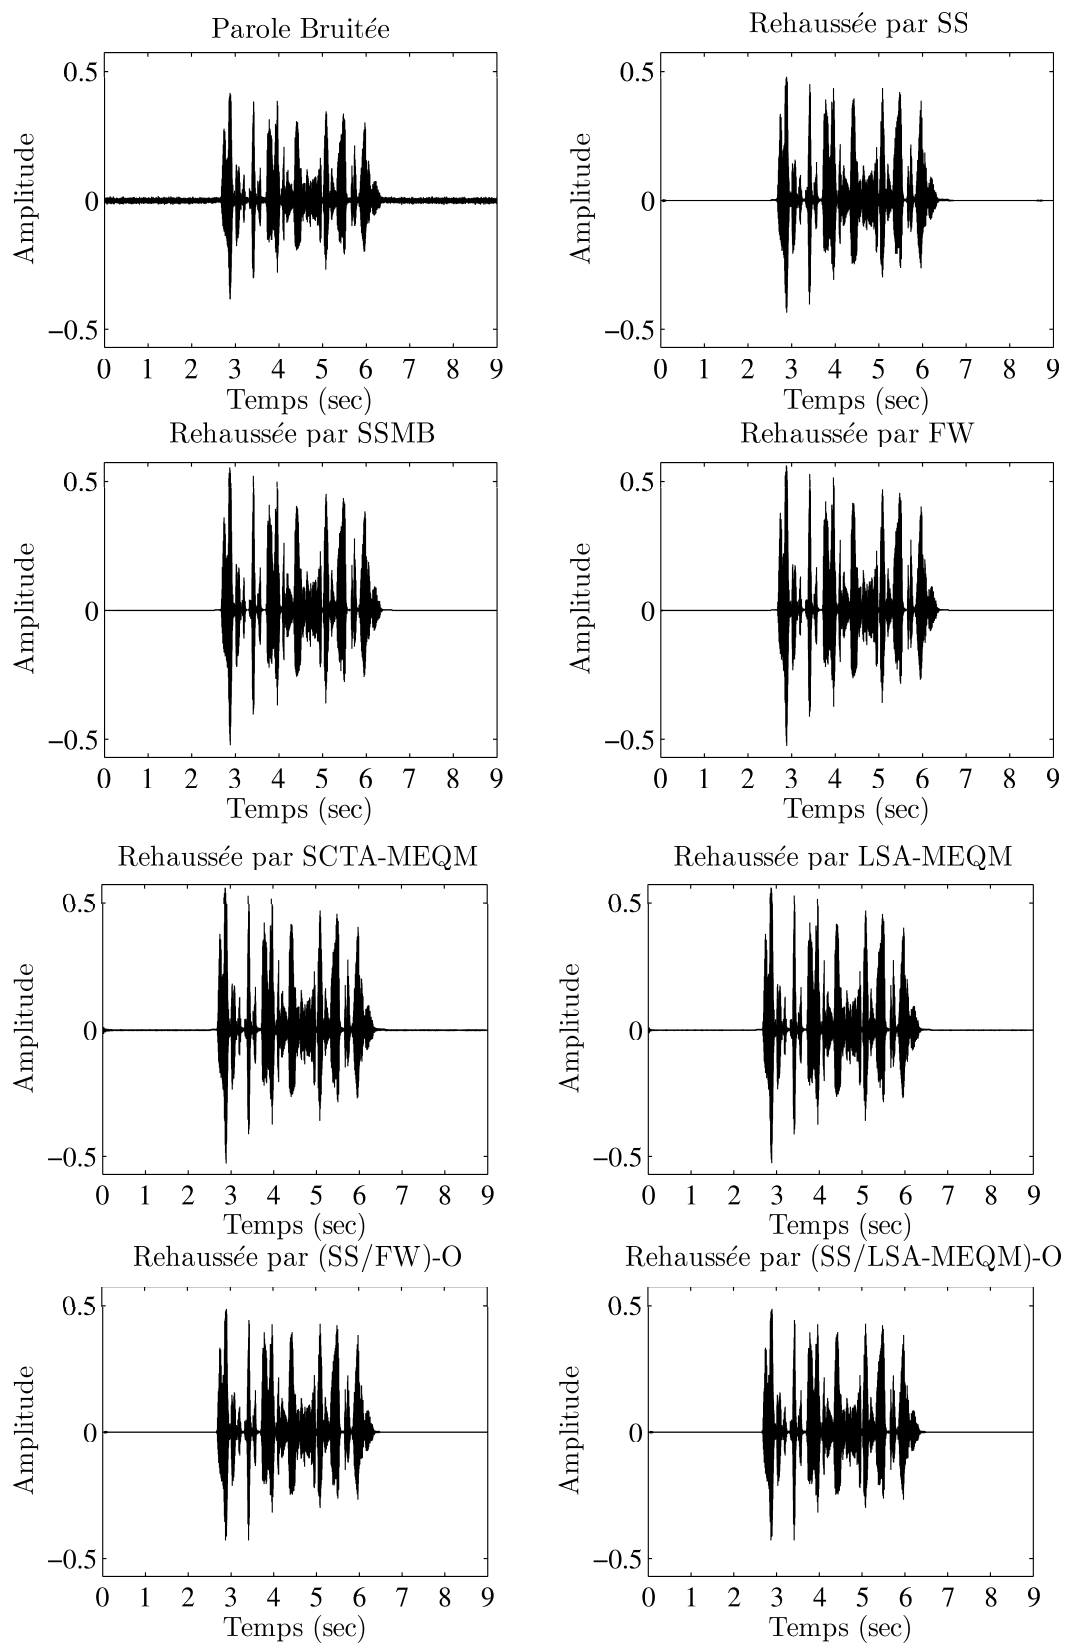 Parole Bruitée
0.5
0
−0.5
Amplitude
0 1 2 3 4 5 6 7 8 9
Temps (sec)
Rehaussée par SS
0.5
0
−0.5
Amplitude
0 1 2 3 4 5 6 7 8 9
Temps (sec)
Rehaussée par SSMB
0.5
0
−0.5
Amplitude
0 1 2 3 4 5 6 7 8 9
Temps (sec)
Rehaussée par FW
0.5
0
−0.5
Amplitude
0 1 2 3 4 5 6 7 8 9
Temps (sec)
Rehaussée par SCTA-MEQM
0.5
0
−0.5
Amplitude
0 1 2 3 4 5 6 7 8 9
Temps (sec)
Rehaussée par LSA-MEQM
0.5
0
−0.5
Amplitude
0 1 2 3 4 5 6 7 8 9
Temps (sec)
Rehaussée par (SS/FW)-O
0.5
0
−0.5
Amplitude
0 1 2 3 4 5 6 7 8 9
Temps (sec)
Rehaussée par (SS/LSA-MEQM)-O
0.5
0
−0.5
Amplitude
0 1 2 3 4 5 6 7 8 9
Temps (sec)